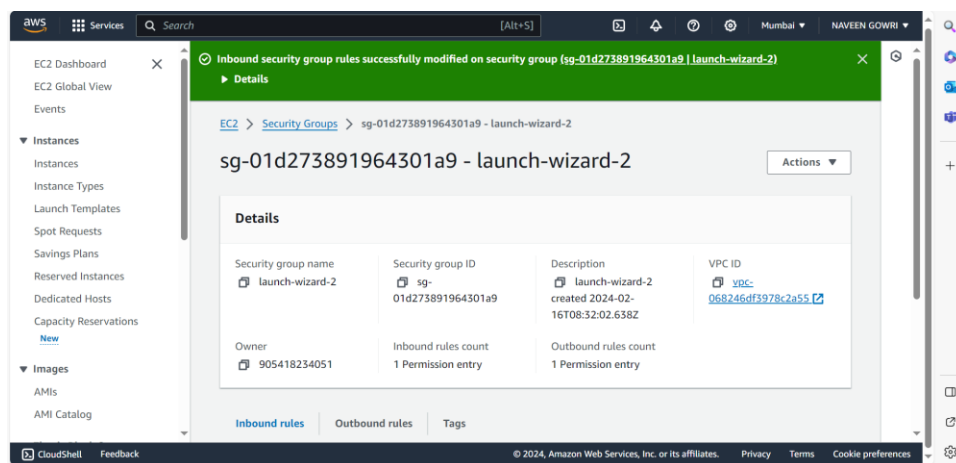 aws Services Search [Alt+S] Mumbai ▼ NAVEEN GOWRI ▼
EC2 Dashboard
EC2 Global View
Events
▼ Instances
Instances
Instance Types
Launch Templates
Spot Requests
Savings Plans
Reserved Instances
Dedicated Hosts
Capacity Reservations
New
▼ Images
AMIs
AMI Catalog
Inbound security group rules successfully modified on security group (sg-01d273891964301a9 | launch-wizard-2)
▶ Details
EC2 > Security Groups > sg-01d273891964301a9 - launch-wizard-2
sg-01d273891964301a9 - launch-wizard-2
Actions ▼
Details
Security group name
launch-wizard-2
Security group ID
sg-
01d273891964301a9
Description
launch-wizard-2
created 2024-02-
16T08:32:02.638Z
VPC ID
vpc-
068246df3978c2a55
Owner
905418234051
Inbound rules count
1 Permission entry
Outbound rules count
1 Permission entry
Inbound rules Outbound rules Tags
CloudShell Feedback © 2024, Amazon Web Services, Inc. or its affiliates. Privacy Terms Cookie preferences